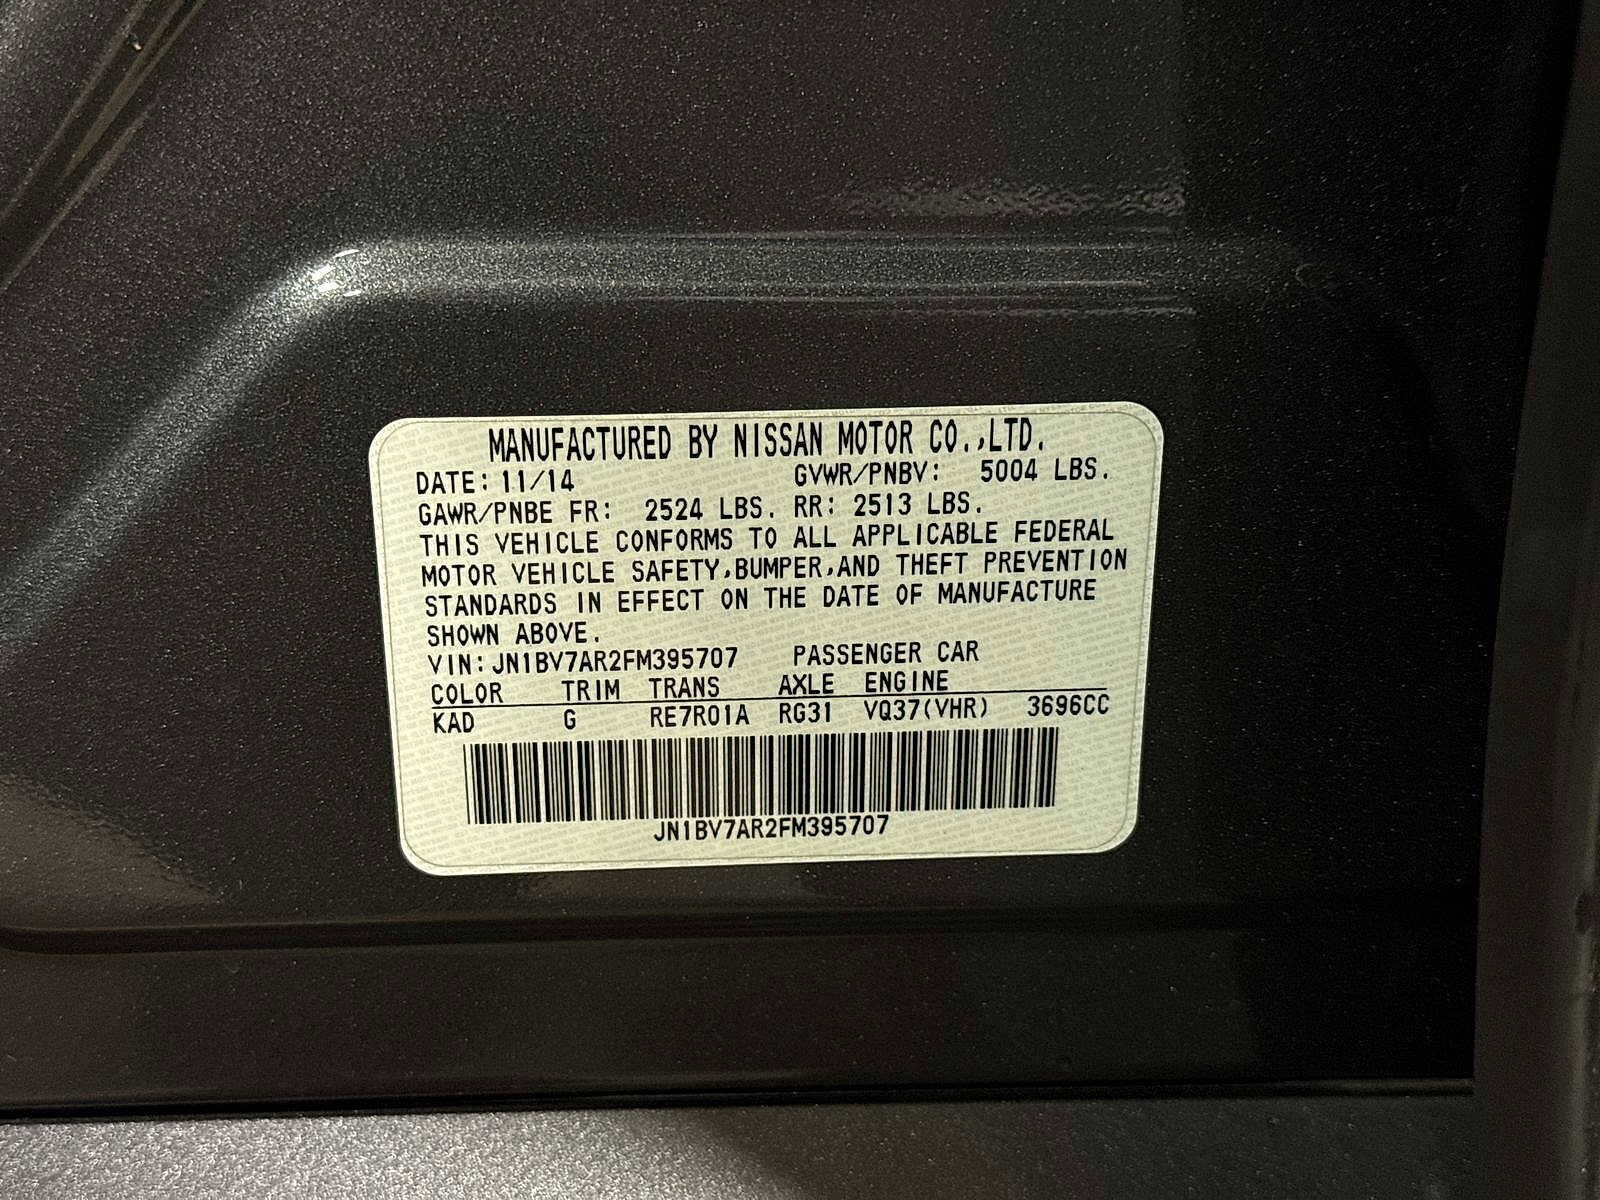 MANUFACTURED BY NISSAN MOTOR CO.,LTD.
DATE: 11/14 GVWR/PNBV: 5004 LBS.
GAWR/PNBE FR: 2524 LBS. RR: 2513 LBS.
THIS VEHICLE CONFORMS TO ALL APPLICABLE FEDERAL
MOTOR VEHICLE SAFETY,BUMPER,AND THEFT PREVENTION
STANDARDS IN EFFECT ON THE DATE OF MANUFACTURE
SHOWN ABOVE.
VIN: JN1BV7AR2FM395707 PASSENGER CAR
COLOR TRIM TRANS AXLE ENGINE
KAD G RE7R01A RG31 VQ37(VHR) 3696CC
JN1BV7AR2FM395707